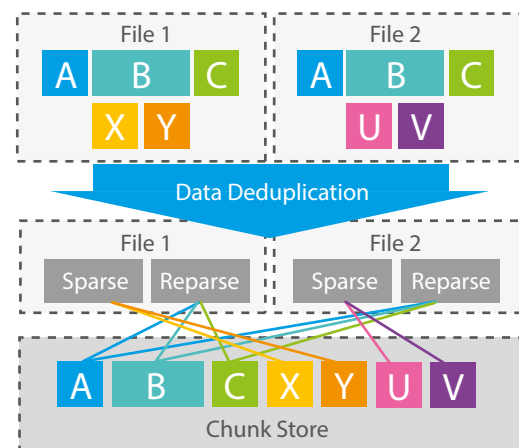 File 1 File 2
A B C A B C
X Y U V
Data Deduplication
File 1 File 2
Sparse Reparse Sparse Reparse
A B C X Y U V
Chunk Store